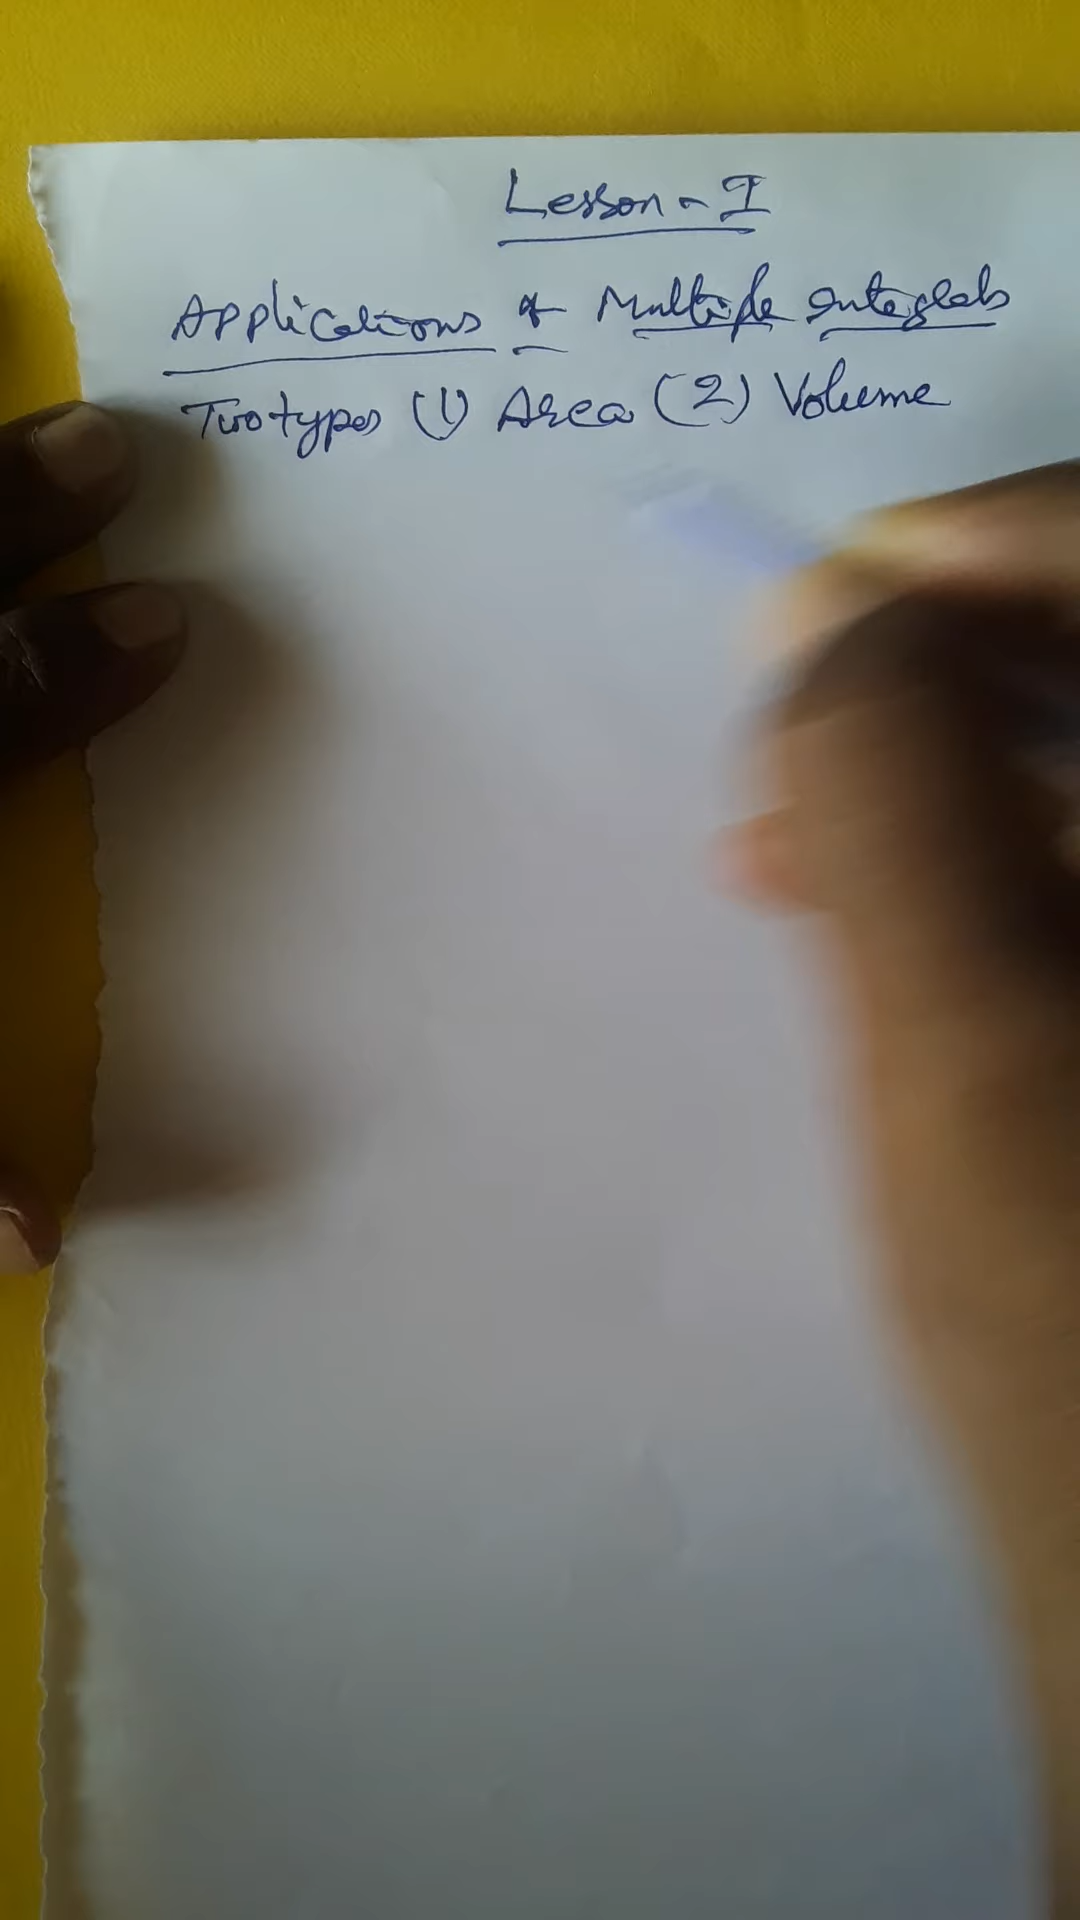 Lesson - I
Applications of Multiple Integrals
Two types (1) Area (2) Volume